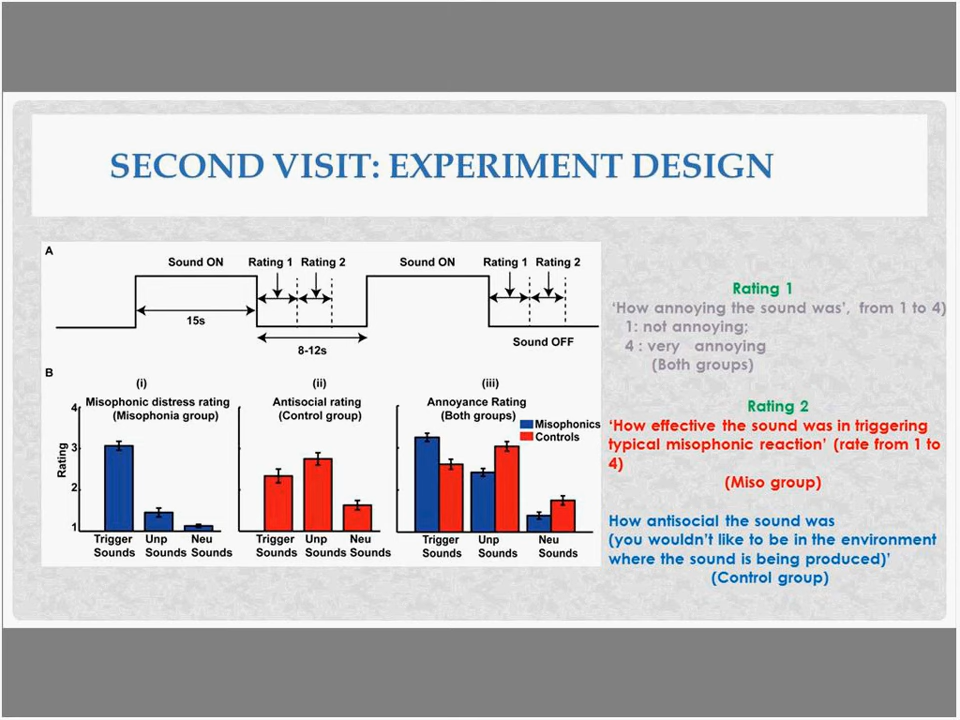 SECOND VISIT: EXPERIMENT DESIGN
A
Sound ON
Rating 1
Rating 2
Sound ON
Rating 1
Rating 2
15s
8-12s
Sound OFF
B
(i)
(ii)
(iii)
Misophonic distress rating
(Misophonia group)
Antisocial rating
(Control group)
Annoyance Rating
(Both groups)
Misophonics
Controls
Rating
4
3
2
1
Trigger Sounds
Unp Sounds
Neu Sounds
Trigger Sounds
Unp Sounds
Neu Sounds
Trigger Sounds
Unp Sounds
Neu Sounds
Rating 1
‘How annoying the sound was’, from 1 to 4)
1: not annoying;
4 : very annoying
(Both groups)
Rating 2
‘How effective the sound was in triggering
typical misophonic reaction’ (rate from 1 to
4)
(Miso group)
How antisocial the sound was
(you wouldn’t like to be in the environment
where the sound is being produced)’
(Control group)